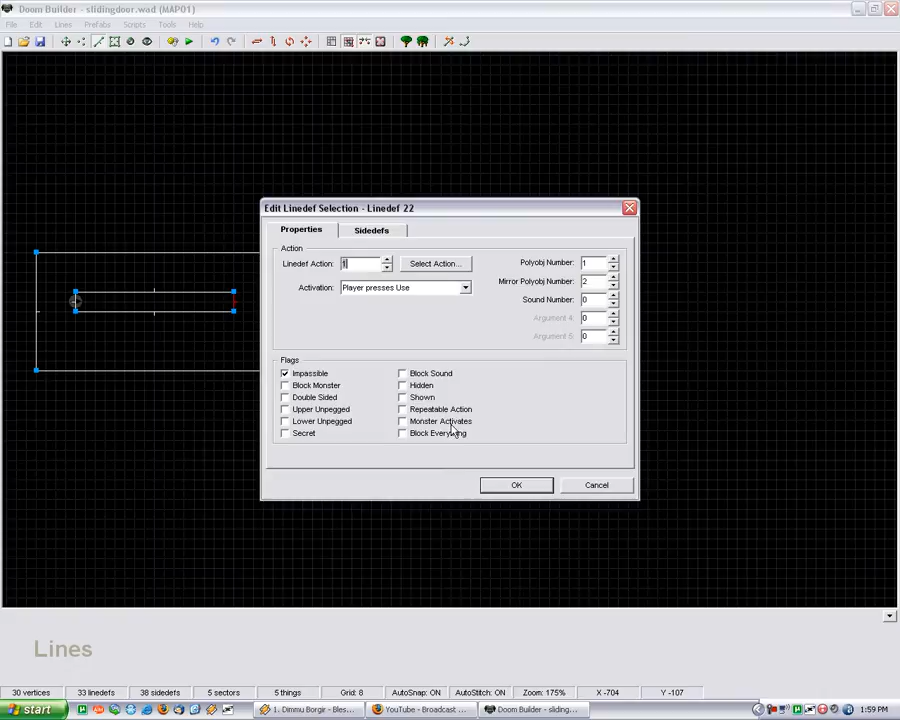 Doom Builder - slidingdoor.wad (MAP01)
File Edit Lines Prefabs Scripts Tools Help
Edit Linedef Selection - Linedef 22
Properties Sidedefs
Action
Linedef Action: 1 Select Action... Polyobj Number: 1
Activation: Player presses Use Mirror Polyobj Number: 2
Sound Number: 0
Argument 4: 0
Argument 5: 0
Flags
Impassible Block Sound
Block Monster Hidden
Double Sided Shown
Upper Unpegged Repeatable Action
Lower Unpegged Monster Activates
Secret Block Everything
OK Cancel
Lines
30 vertices 33 linedefs 38 sidedefs 5 sectors 5 things Grid: 8 AutoSnap: ON AutoStitch: ON Zoom: 175% X -704 Y -107
start 1. Dimmu Borgir - Bles... YouTube - Broadcast ... Doom Builder - sliding... 1:59 PM